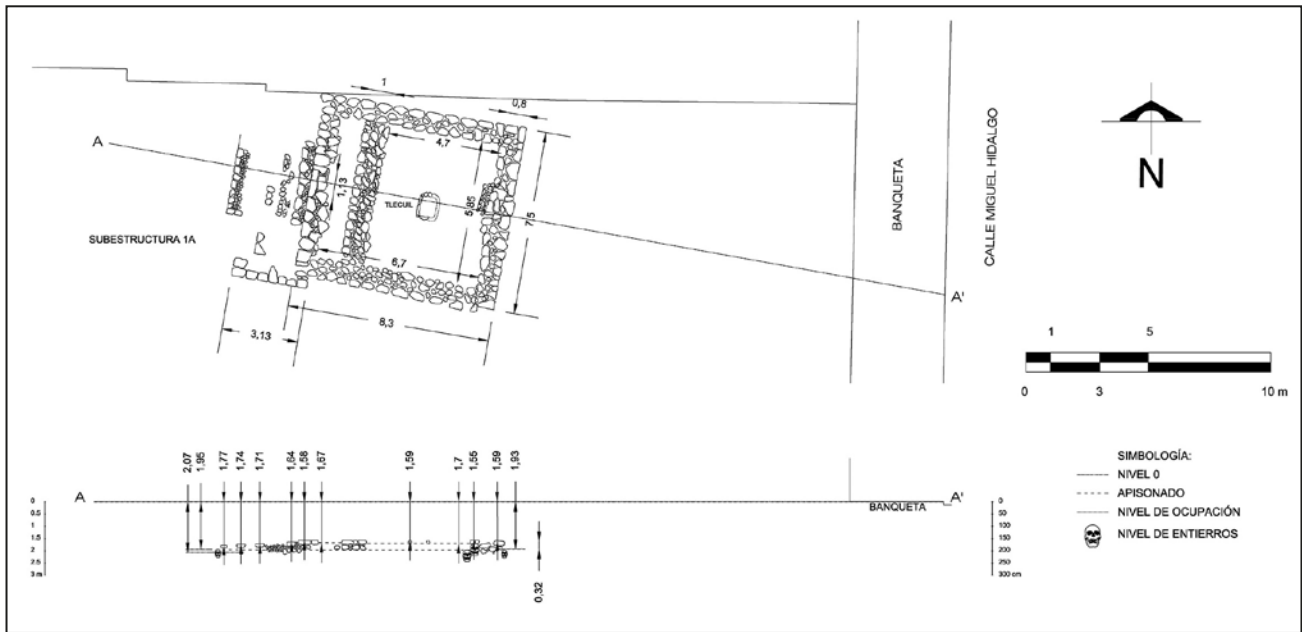 1
0,8
A
4,7
BANQUETA
CALLE MIGUEL HIDALGO
N
1,13
TLECUIL
5,85
7,5
SUBESTRUCTURA 1A
6,7
A'
8,3
3,13
1 5
0 3 10 m
2,07 1,95 1,77 1,74 1,71 1,64 1,58 1,67 1,59 1,7 1,55 1,59 1,93
A A'
BANQUETA
0
0.5
1
1.5
2
2.5
3 m
0
50
100
150
200
250
300 cm
0,32
SIMBOLOGÍA:
NIVEL 0
APISONADO
NIVEL DE OCUPACIÓN
NIVEL DE ENTIERROS